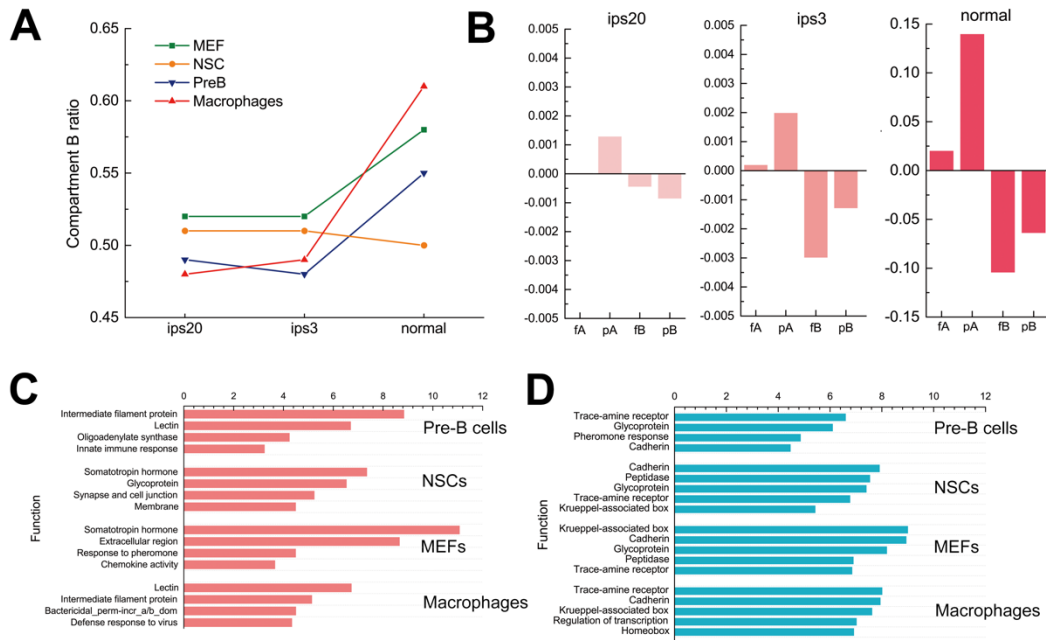 A
0.65
0.60
0.55
0.50
0.45
Compartment B ratio
MEF
NSC
PreB
Macrophages
ips20
ips3
normal
B
ips20
0.005
0.004
0.003
0.002
0.001
0.000
-0.001
-0.002
-0.003
-0.004
-0.005
fA pA fB pB
ips3
0.005
0.004
0.003
0.002
0.001
0.000
-0.001
-0.002
-0.003
-0.004
-0.005
fA pA fB pB
normal
0.15
0.10
0.05
0.00
-0.05
-0.10
-0.15
fA pA fB pB
C
0 2 4 6 8 10 12
Function
Intermediate filament protein
Lectin
Oligoadenylate synthase
Innate immune response
Pre-B cells
Somatotropin hormone
Glycoprotein
Synapse and cell junction
Membrane
NSCs
Somatotropin hormone
Extracellular region
Response to pheromone
Chemokine activity
MEFs
Lectin
Intermediate filament protein
Bactericidal_perm-incr_a/b_dom
Defense response to virus
Macrophages
D
0 2 4 6 8 10 12
Function
Trace-amine receptor
Glycoprotein
Pheromone response
Cadherin
Pre-B cells
Cadherin
Peptidase
Glycoprotein
Trace-amine receptor
Krueppel-associated box
NSCs
Krueppel-associated box
Cadherin
Glycoprotein
Peptidase
Trace-amine receptor
MEFs
Trace-amine receptor
Cadherin
Krueppel-associated box
Regulation of transcription
Homeobox
Macrophages